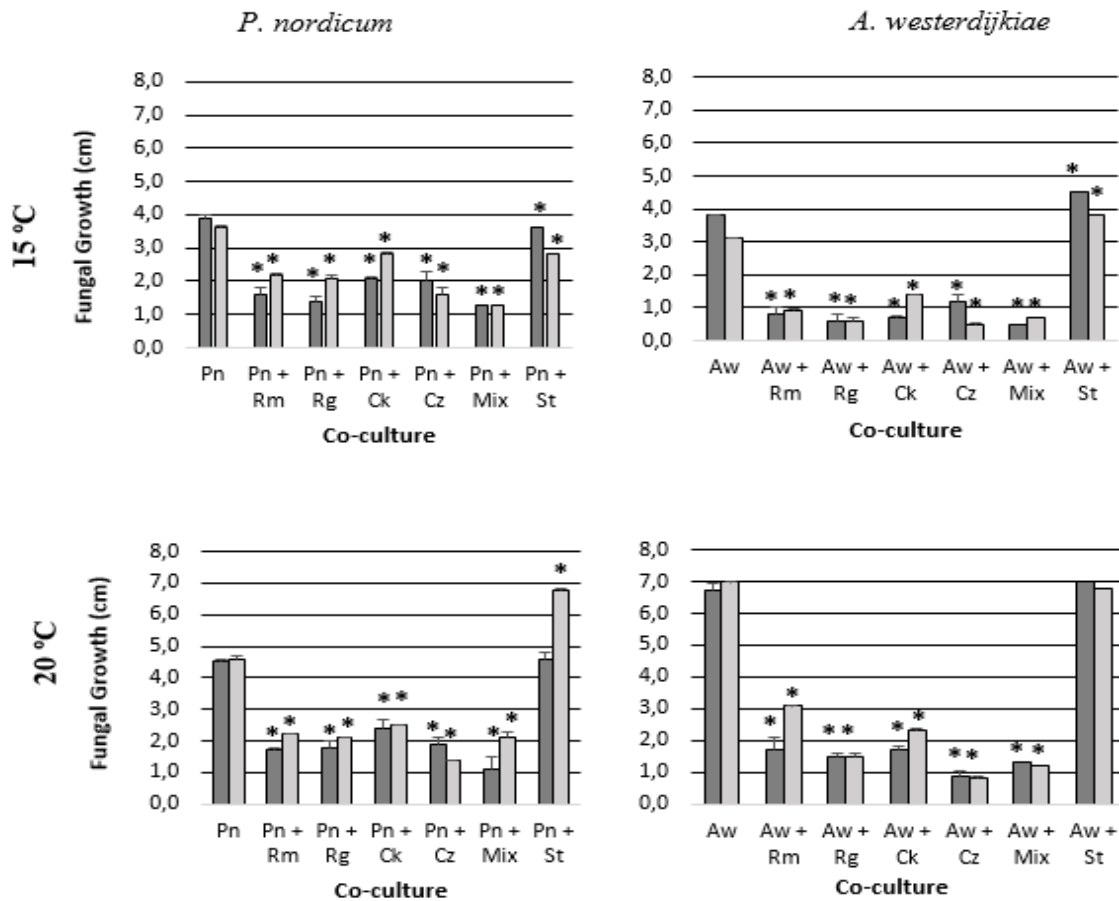 P. nordicum
A. westerdijkiae
15 ºC
Fungal Growth (cm)
8,0
7,0
6,0
5,0
4,0
3,0
2,0
1,0
0,0
* * * * * * * * ** * *
Pn Pn + Pn + Pn + Pn + Pn + Pn +
Rm Rg Ck Cz Mix St
Co-culture
8,0
7,0
6,0
5,0
4,0
3,0
2,0
1,0
0,0
* * * * * * * * ** * *
Aw Aw + Aw + Aw + Aw + Aw + Aw +
Rm Rg Ck Cz Mix St
Co-culture
20 ºC
Fungal Growth (cm)
8,0
7,0
6,0
5,0
4,0
3,0
2,0
1,0
0,0
* * * * * * * * * * *
Pn Pn + Pn + Pn + Pn + Pn + Pn +
Rm Rg Ck Cz Mix St
Co-culture
8,0
7,0
6,0
5,0
4,0
3,0
2,0
1,0
0,0
* * * * * * * * * *
Aw Aw + Aw + Aw + Aw + Aw + Aw +
Rm Rg Ck Cz Mix St
Co-culture